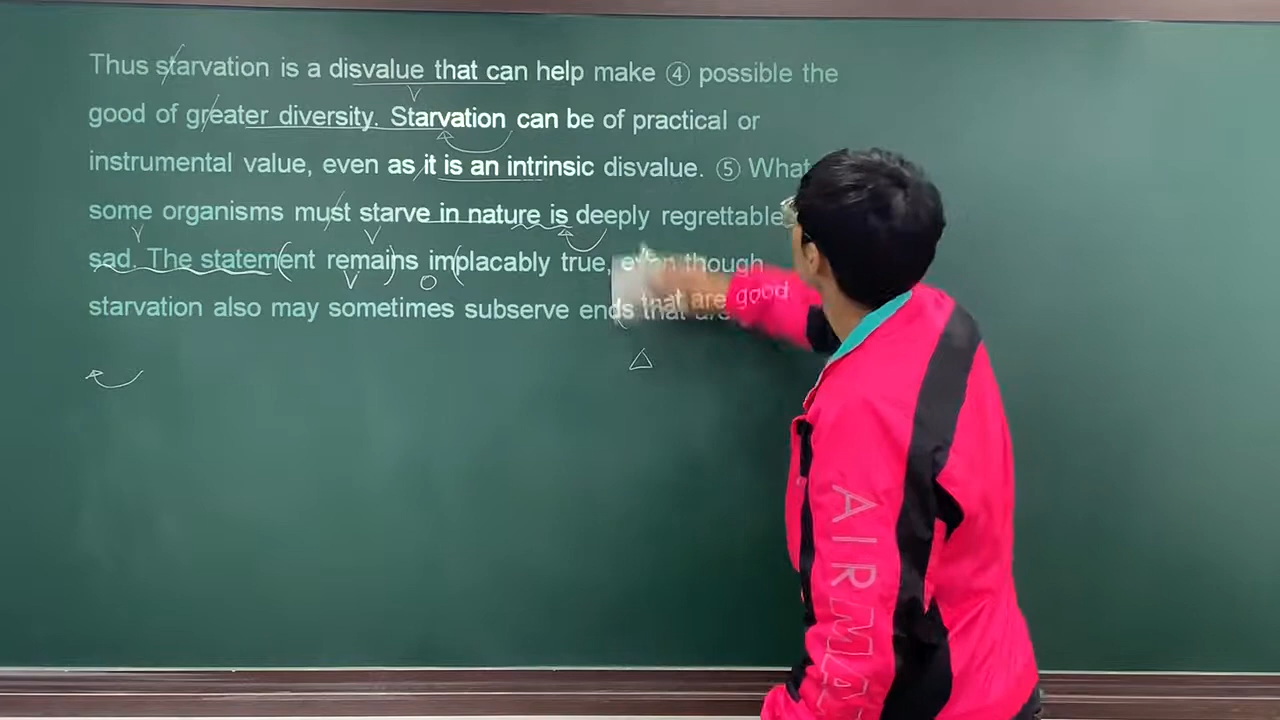 Thus starvation is a disvalue that can help make ④ possible the
good of greater diversity. Starvation can be of practical or
instrumental value, even as it is an intrinsic disvalue. ⑤ What
some organisms must starve in nature is deeply regrettable
sad. The statement remains implacably true, even though
starvation also may sometimes subserve ends that are good
AIRMA